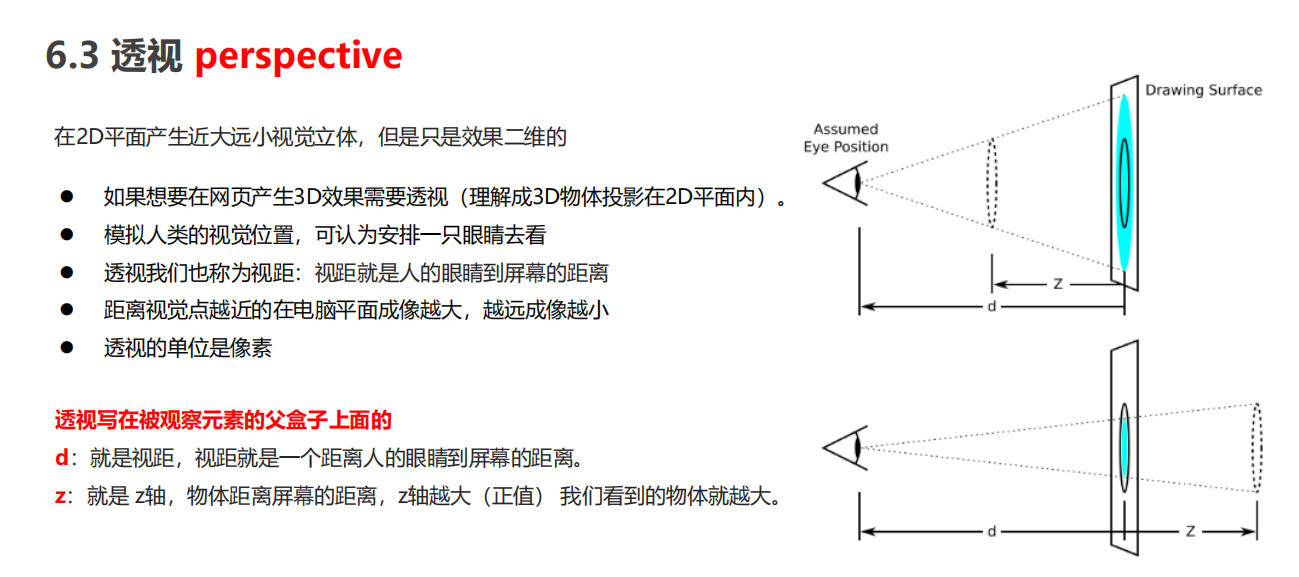 6.3 透视 perspective
在2D平面产生近大远小视觉立体，但是只是效果二维的
● 如果想要在网页产生3D效果需要透视（理解成3D物体投影在2D平面内）。
● 模拟人类的视觉位置，可认为安排一只眼睛去看
● 透视我们也称为视距：视距就是人的眼睛到屏幕的距离
● 距离视觉点越近的在电脑平面成像越大，越远成像越小
● 透视的单位是像素
透视写在被观察元素的父盒子上面的
d：就是视距，视距就是一个距离人的眼睛到屏幕的距离。
z：就是 z轴，物体距离屏幕的距离，z轴越大（正值） 我们看到的物体就越大。
Drawing Surface
Assumed
Eye Position
Z
d
d
Z